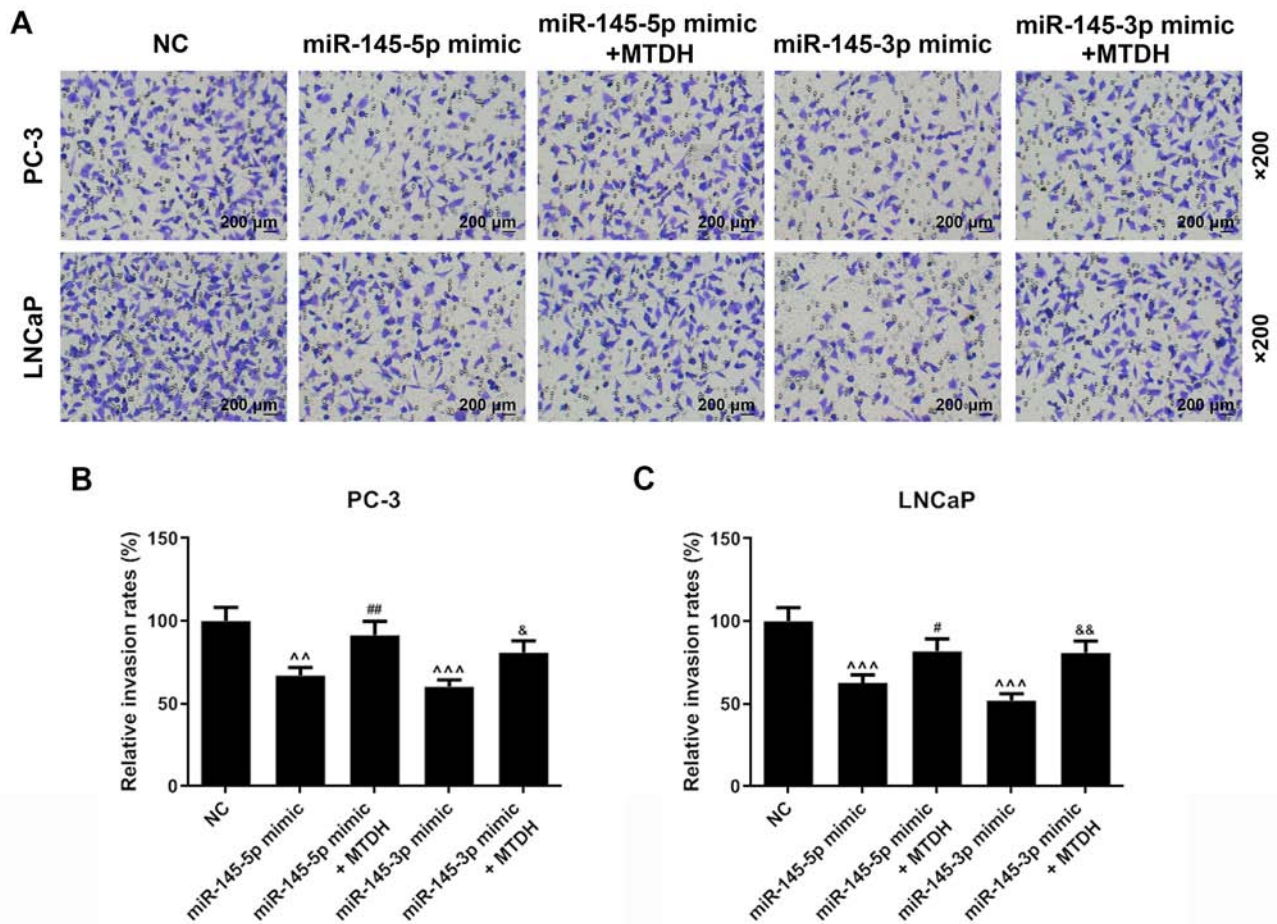 A
NC
miR-145-5p mimic
miR-145-5p mimic
+MTDH
miR-145-3p mimic
miR-145-3p mimic
+MTDH
PC-3
200 µm
200 µm
200 µm
200 µm
200 µm
×200
LNCaP
200 µm
200 µm
200 µm
200 µm
200 µm
×200
B
PC-3
Relative invasion rates (%)
150
100
50
0
^^
##
^^^
&
NC
miR-145-5p mimic
miR-145-5p mimic
+ MTDH
miR-145-3p mimic
miR-145-3p mimic
+ MTDH
C
LNCaP
Relative invasion rates (%)
150
100
50
0
^^^
#
^^^
&&
NC
miR-145-5p mimic
miR-145-5p mimic
+ MTDH
miR-145-3p mimic
miR-145-3p mimic
+ MTDH